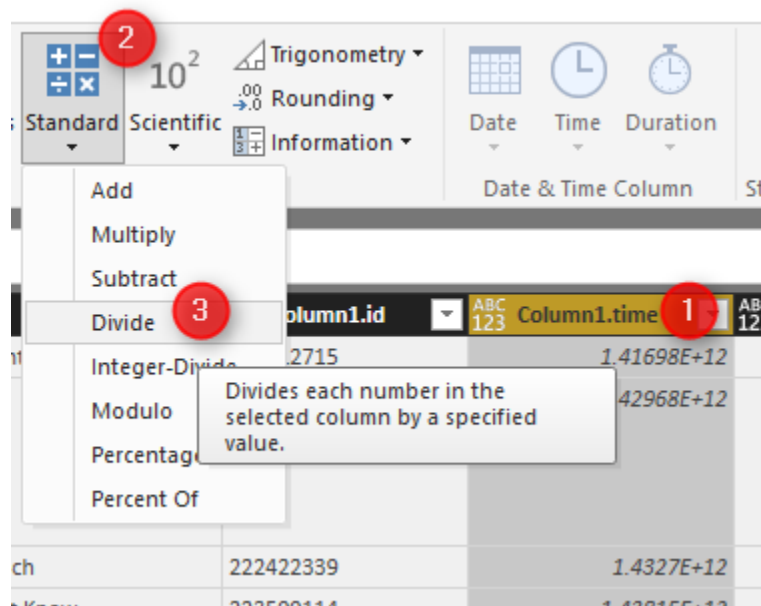 2
10²
Trigonometry
.00
.0 Rounding
Standard Scientific
Information
Date Time Duration
Date & Time Column
Add
Multiply
Subtract
Divide 3
Integer-Divide
Modulo
Percentage
Percent Of
Divides each number in the
selected column by a specified
value.
olumn1.id
ABC
123 Column1.time 1
2715 1.41698E+12
42968E+12
ch 222422339 1.4327E+12